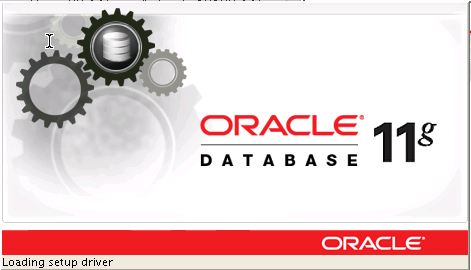 ORACLE®
DATABASE
11g
ORACLE®
Loading setup driver